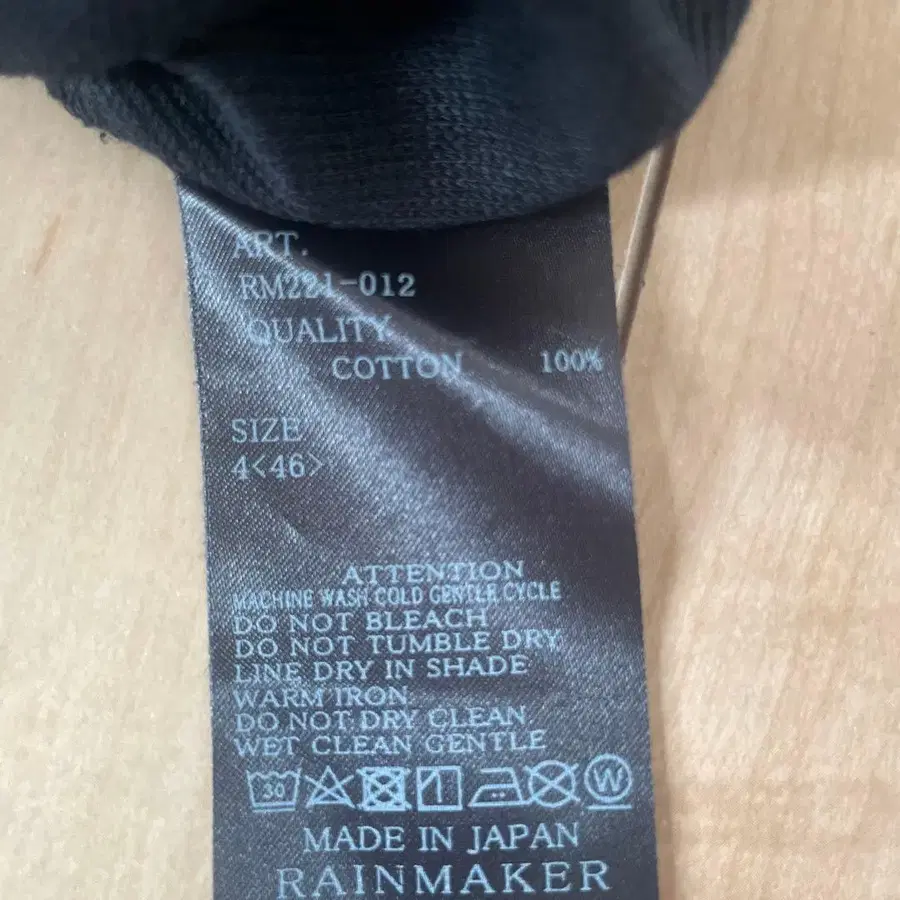 ART.
RM221-012
QUALITY
COTTON 100%
SIZE
4<46>
ATTENTION
MACHINE WASH COLD GENTLE CYCLE
DO NOT BLEACH
DO NOT TUMBLE DRY
LINE DRY IN SHADE
WARM IRON
DO NOT DRY CLEAN
WET CLEAN GENTLE
30 W
MADE IN JAPAN
RAINMAKER